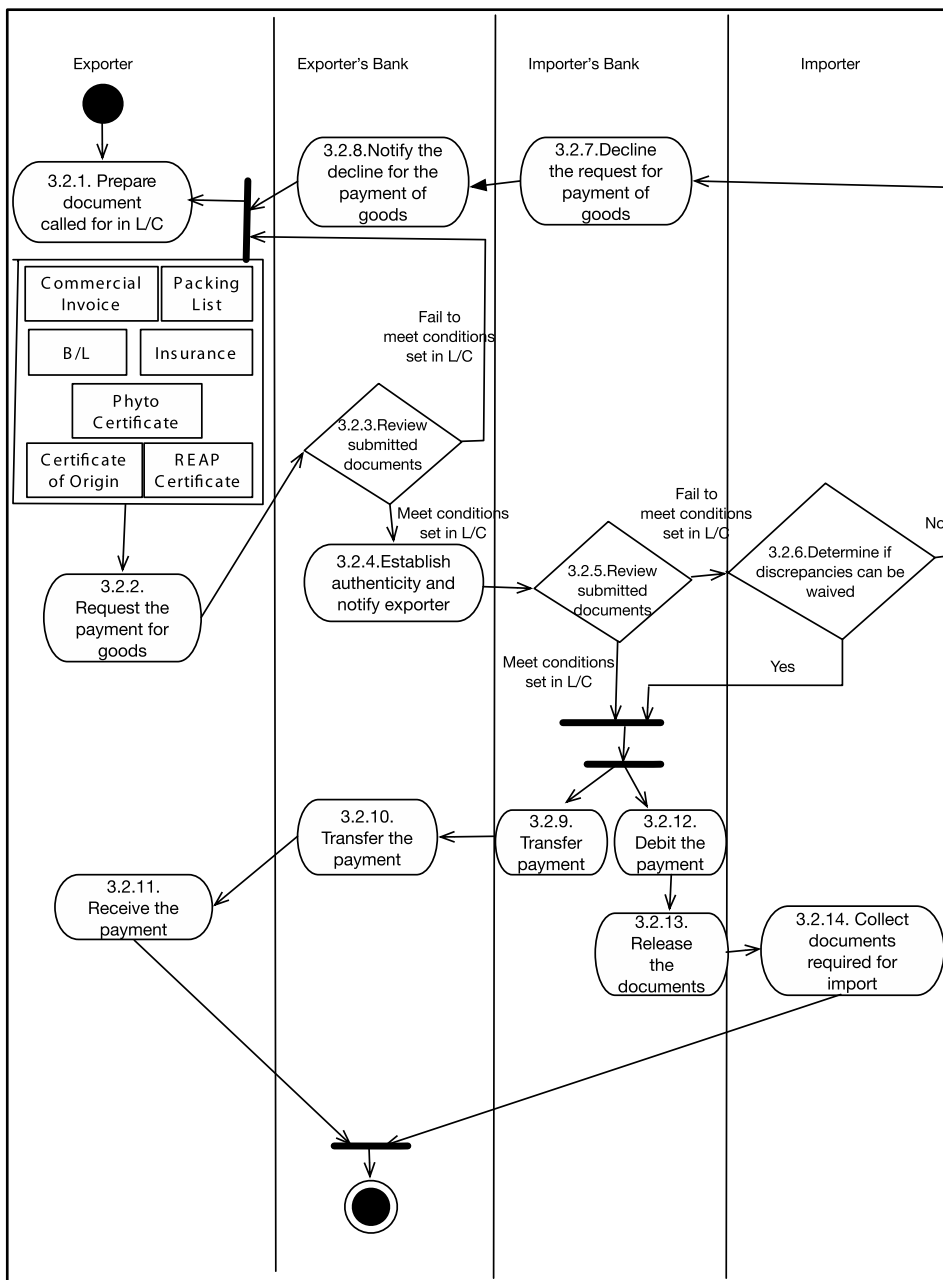 Exporter
Exporter's Bank
Importer's Bank
Importer
3.2.1. Prepare
document
called for in L/C
3.2.8.Notify the
decline for the
payment of
goods
3.2.7.Decline
the request for
payment of
goods
Commercial
Invoice
Packing
List
B/L
Insurance
Phyto
Certificate
Certificate
of Origin
REAP
Certificate
Fail to
meet conditions
set in L/C
3.2.3.Review
submitted
documents
Meet conditions
set in L/C
3.2.4.Establish
authenticity and
notify exporter
3.2.2.
Request the
payment for
goods
3.2.5.Review
submitted
documents
Fail to
meet conditions
set in L/C
3.2.6.Determine if
discrepancies can be
waived
No
Meet conditions
set in L/C
Yes
3.2.10.
Transfer the
payment
3.2.9.
Transfer
payment
3.2.12.
Debit the
payment
3.2.11.
Receive the
payment
3.2.13.
Release
the
documents
3.2.14. Collect
documents
required for
import